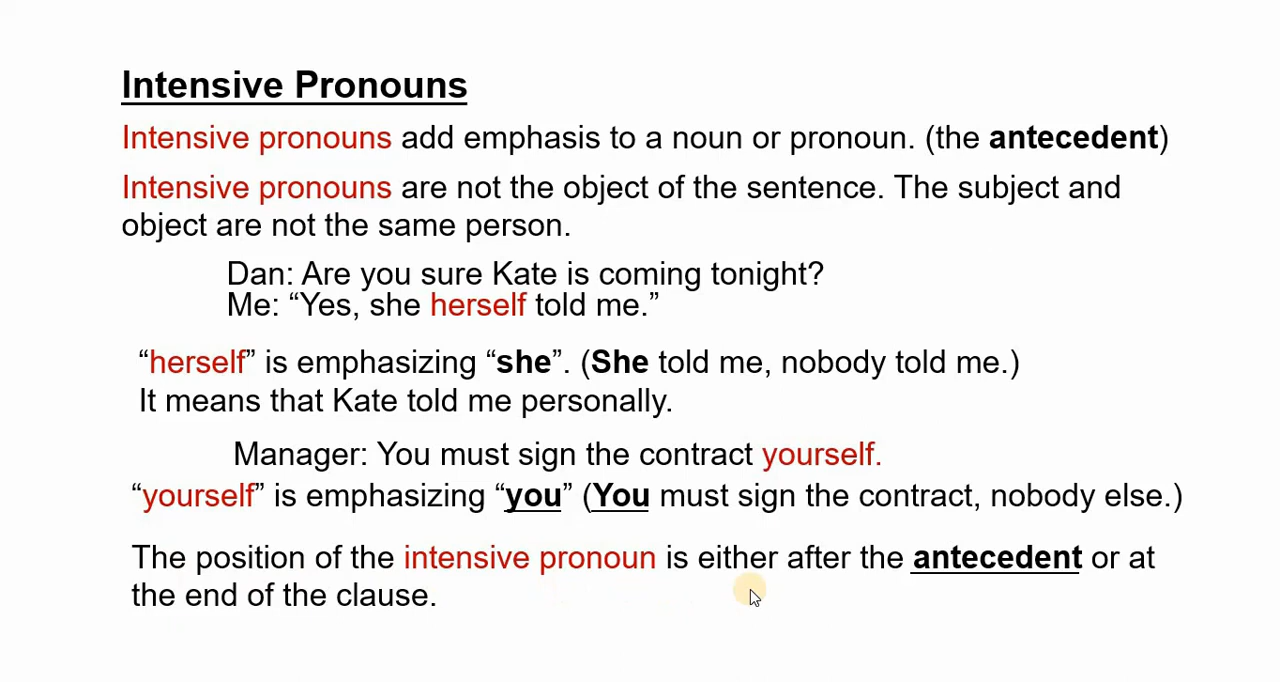 Intensive Pronouns
Intensive pronouns add emphasis to a noun or pronoun. (the antecedent)
Intensive pronouns are not the object of the sentence. The subject and
object are not the same person.
Dan: Are you sure Kate is coming tonight?
Me: “Yes, she herself told me.”
“herself” is emphasizing “she”. (She told me, nobody told me.)
It means that Kate told me personally.
Manager: You must sign the contract yourself.
“yourself” is emphasizing “you” (You must sign the contract, nobody else.)
The position of the intensive pronoun is either after the antecedent or at
the end of the clause.